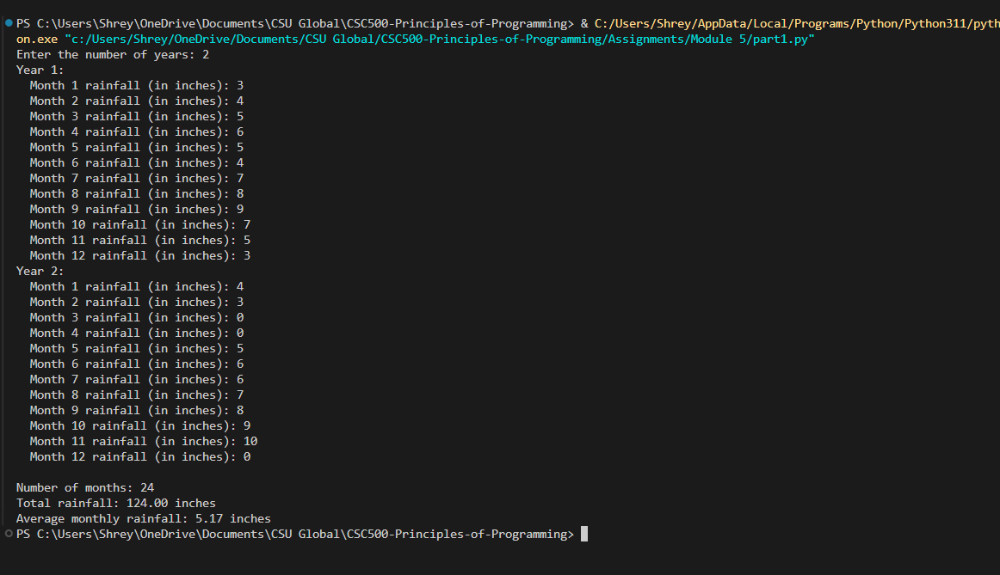 PS C:\Users\Shrey\OneDrive\Documents\CSU Global\CSC500-Principles-of-Programming> & C:/Users/Shrey/AppData/Local/Programs/Python/Python311/pyth
on.exe "c:/Users/Shrey/OneDrive/Documents/CSU Global/CSC500-Principles-of-Programming/Assignments/Module 5/part1.py"
Enter the number of years: 2
Year 1:
  Month 1 rainfall (in inches): 3
  Month 2 rainfall (in inches): 4
  Month 3 rainfall (in inches): 5
  Month 4 rainfall (in inches): 6
  Month 5 rainfall (in inches): 5
  Month 6 rainfall (in inches): 4
  Month 7 rainfall (in inches): 7
  Month 8 rainfall (in inches): 8
  Month 9 rainfall (in inches): 9
  Month 10 rainfall (in inches): 7
  Month 11 rainfall (in inches): 5
  Month 12 rainfall (in inches): 3
Year 2:
  Month 1 rainfall (in inches): 4
  Month 2 rainfall (in inches): 3
  Month 3 rainfall (in inches): 0
  Month 4 rainfall (in inches): 0
  Month 5 rainfall (in inches): 5
  Month 6 rainfall (in inches): 6
  Month 7 rainfall (in inches): 6
  Month 8 rainfall (in inches): 7
  Month 9 rainfall (in inches): 8
  Month 10 rainfall (in inches): 9
  Month 11 rainfall (in inches): 10
  Month 12 rainfall (in inches): 0

Number of months: 24
Total rainfall: 124.00 inches
Average monthly rainfall: 5.17 inches
PS C:\Users\Shrey\OneDrive\Documents\CSU Global\CSC500-Principles-of-Programming>